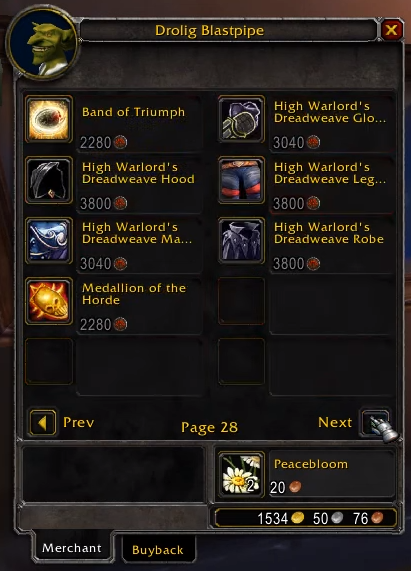 Drolig Blastpipe
Band of Triumph
2280
High Warlord's
Dreadweave Glo...
3040
High Warlord's
Dreadweave Hood
3800
High Warlord's
Dreadweave Leg...
3800
High Warlord's
Dreadweave Ma...
3040
High Warlord's
Dreadweave Robe
3800
Medallion of the
Horde
2280
Prev
Page 28
Next
2
Peacebloom
20
1534 50 76
Merchant
Buyback